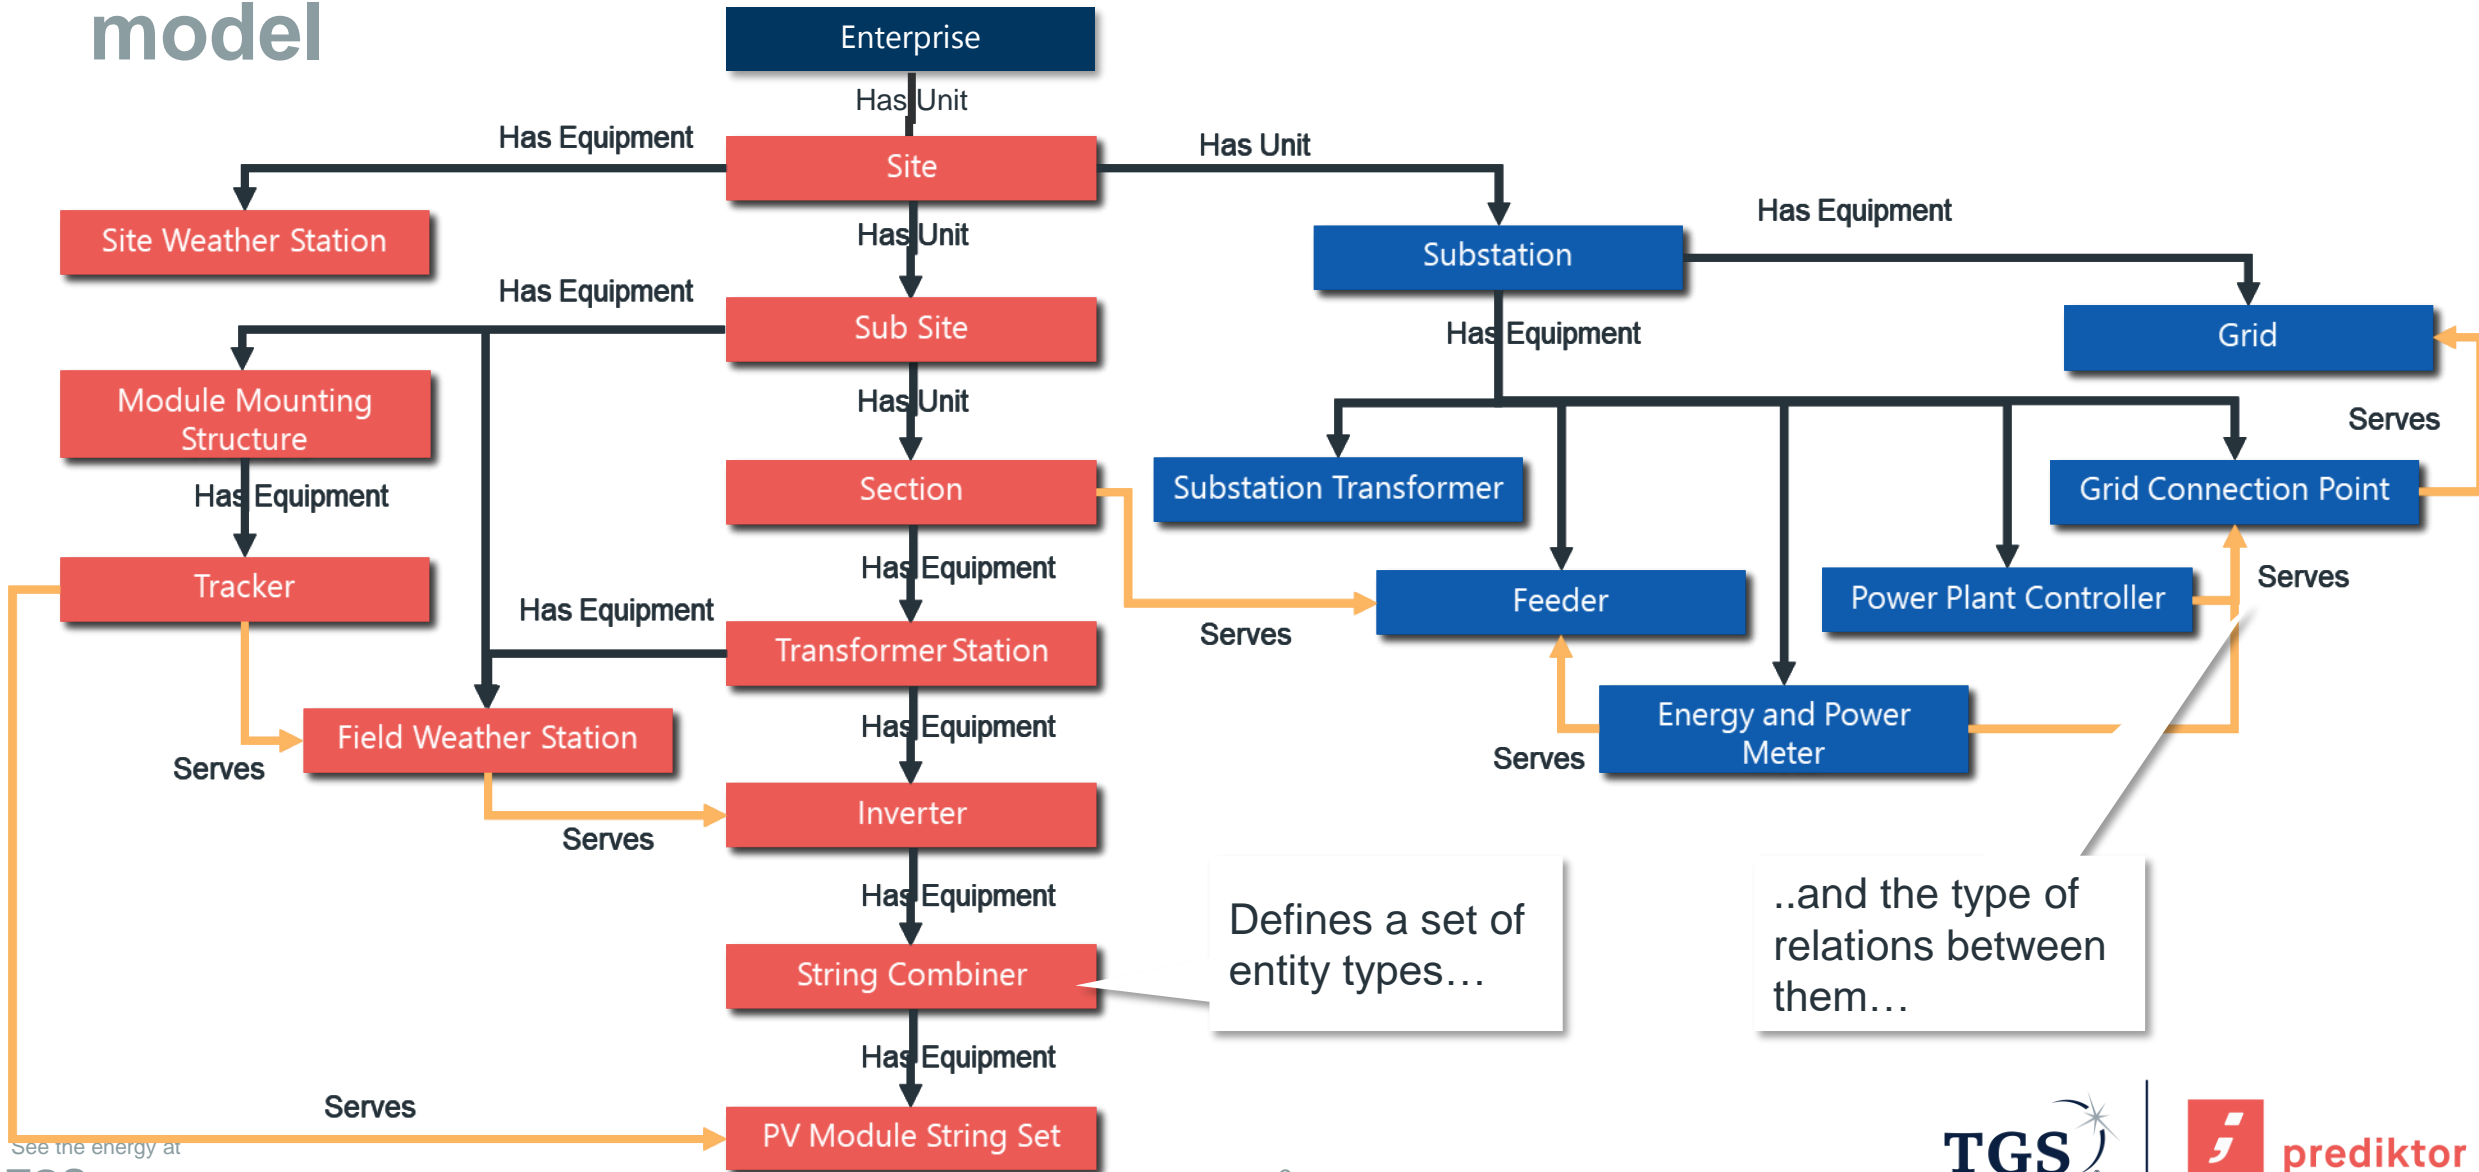 model
Enterprise
Has Unit
Has Equipment
Site
Has Unit
Site Weather Station
Has Unit
Has Equipment
Substation
Has Equipment
Sub Site
Has Equipment
Grid
Module Mounting
Structure
Has Unit
Serves
Has Equipment
Section
Substation Transformer
Grid Connection Point
Tracker
Has Equipment
Has Equipment
Serves
Feeder
Power Plant Controller
Serves
Transformer Station
Field Weather Station
Serves
Has Equipment
Serves
Energy and Power
Meter
Inverter
Serves
Has Equipment
Defines a set of
entity types…
..and the type of
relations between
them…
String Combiner
Has Equipment
Serves
PV Module String Set
See the energy at
TGS
prediktor